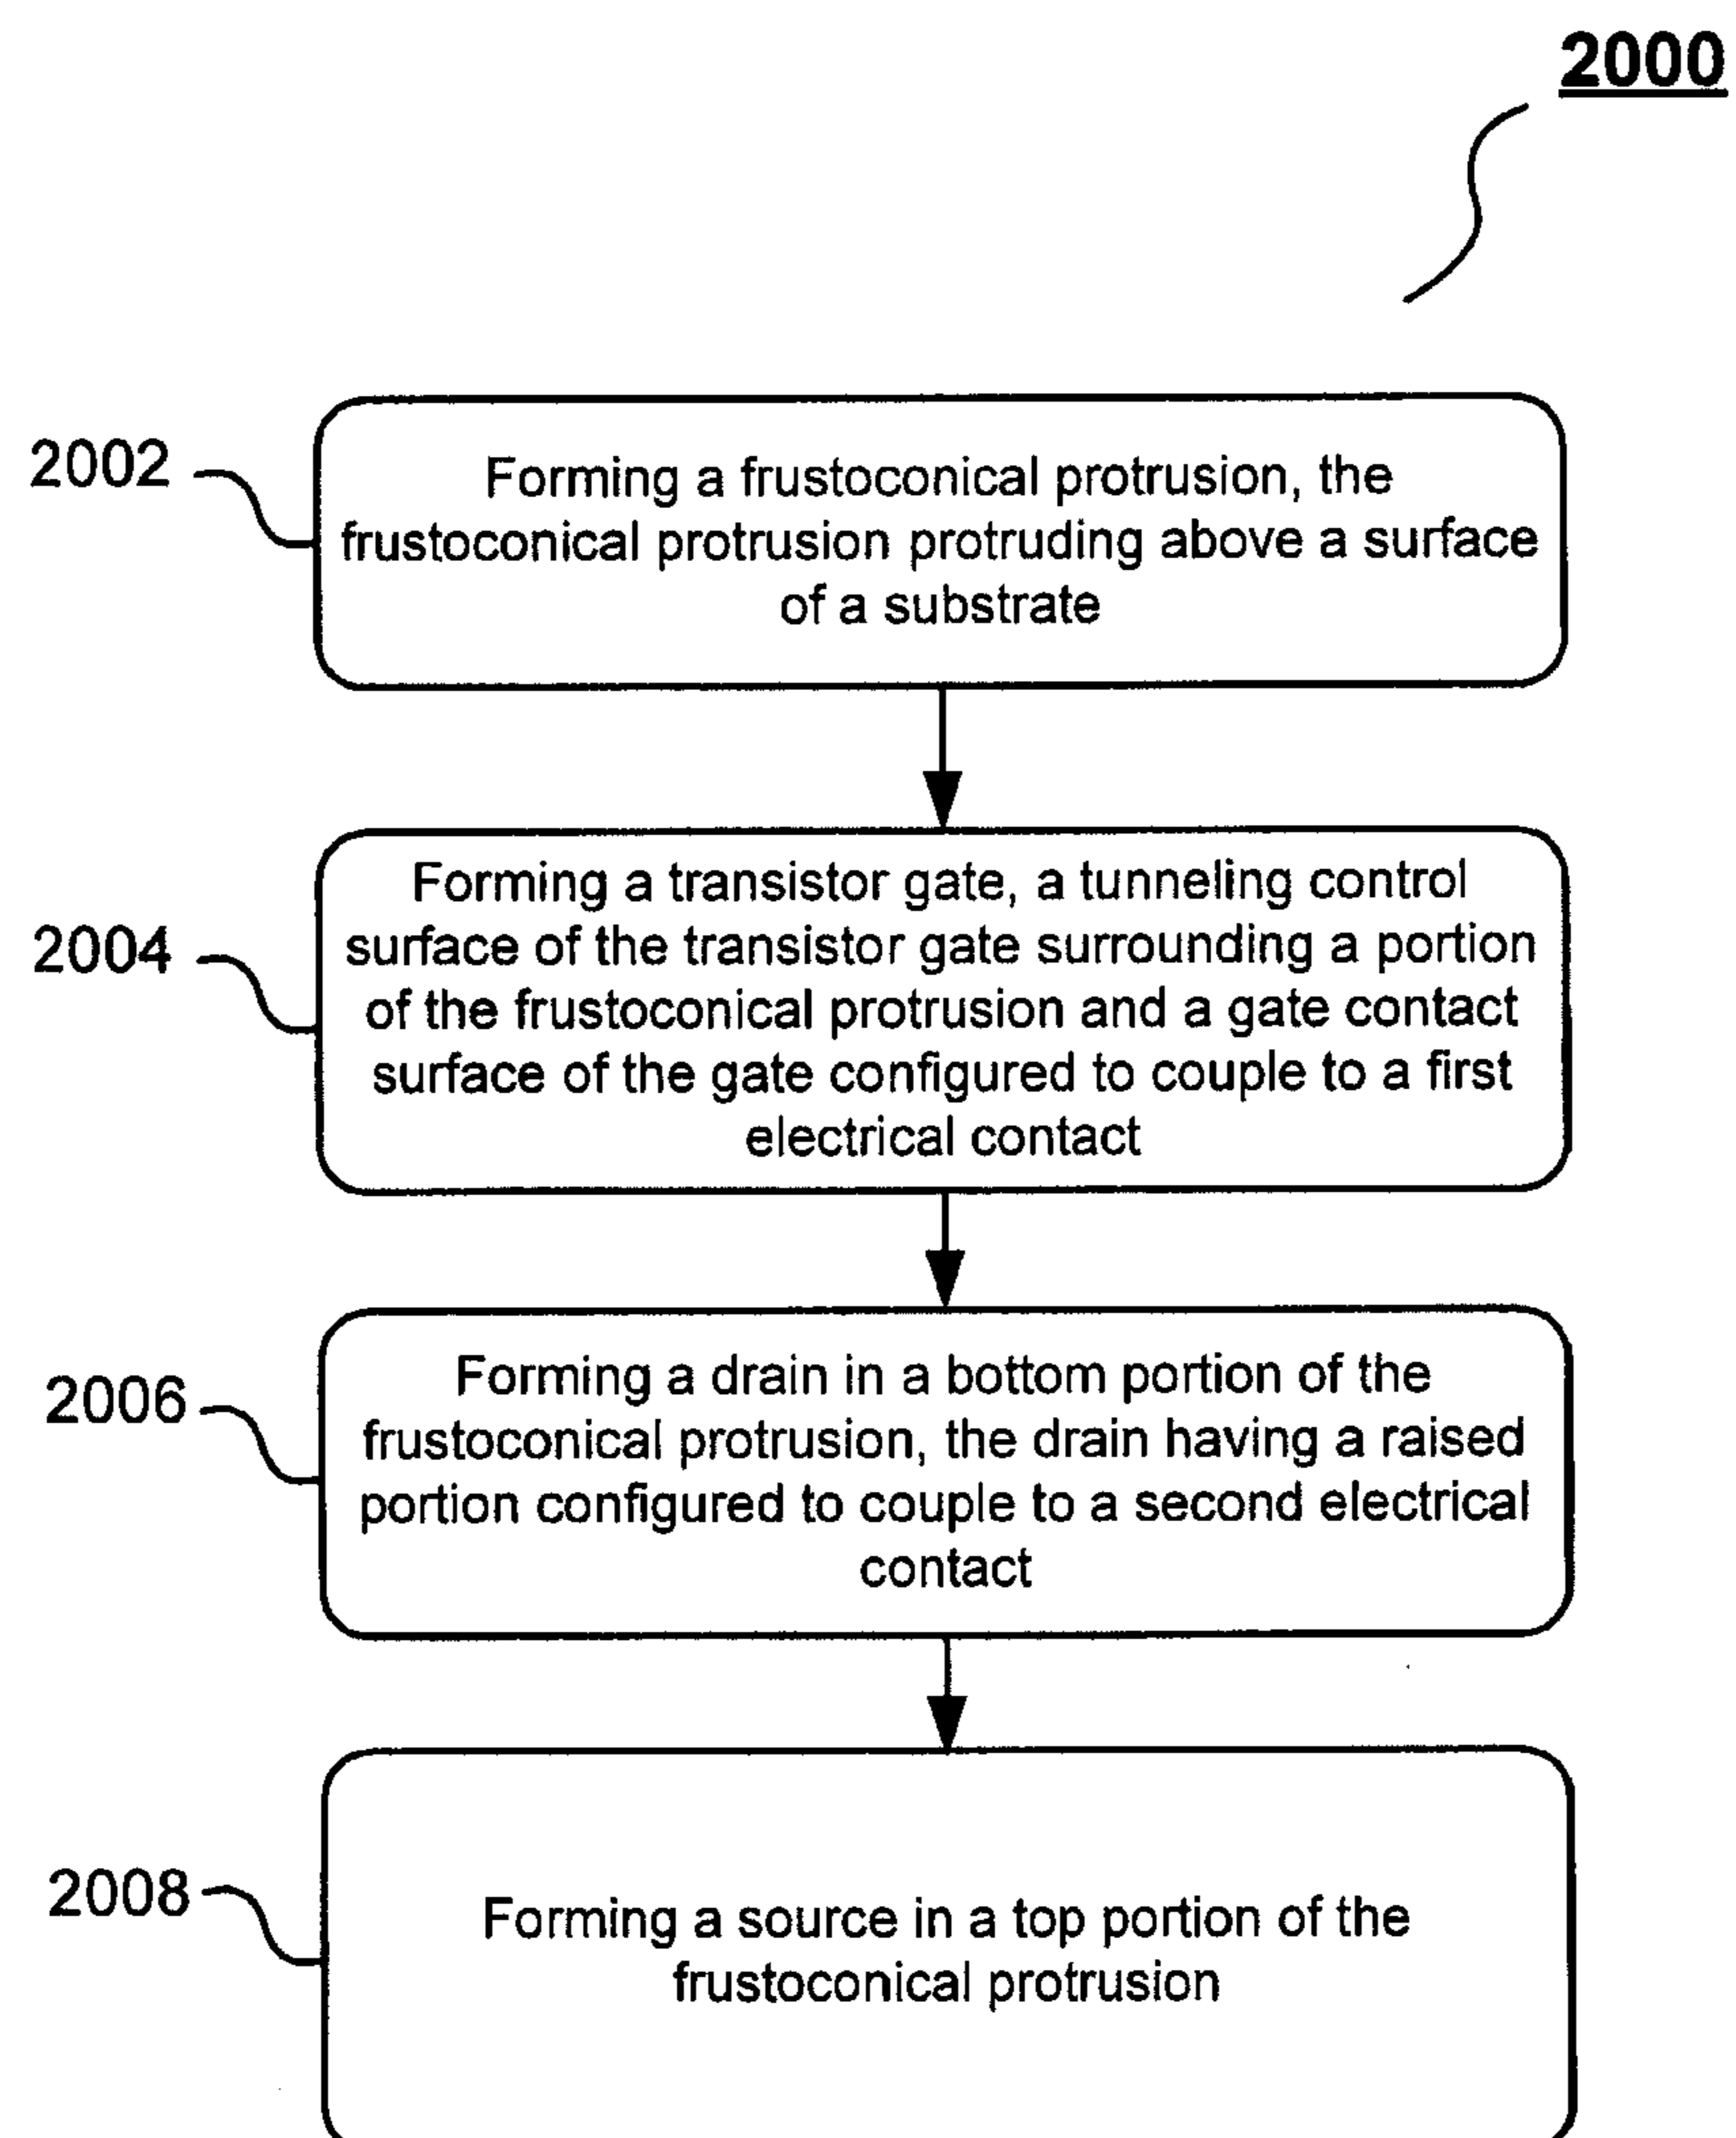 2000
2002
Forming a frustoconical protrusion, the
frustoconical protrusion protruding above a surface
of a substrate
2004
Forming a transistor gate, a tunneling control
surface of the transistor gate surrounding a portion
of the frustoconical protrusion and a gate contact
surface of the gate configured to couple to a first
electrical contact
2006
Forming a drain in a bottom portion of the
frustoconical protrusion, the drain having a raised
portion configured to couple to a second electrical
contact
2008
Forming a source in a top portion of the
frustoconical protrusion